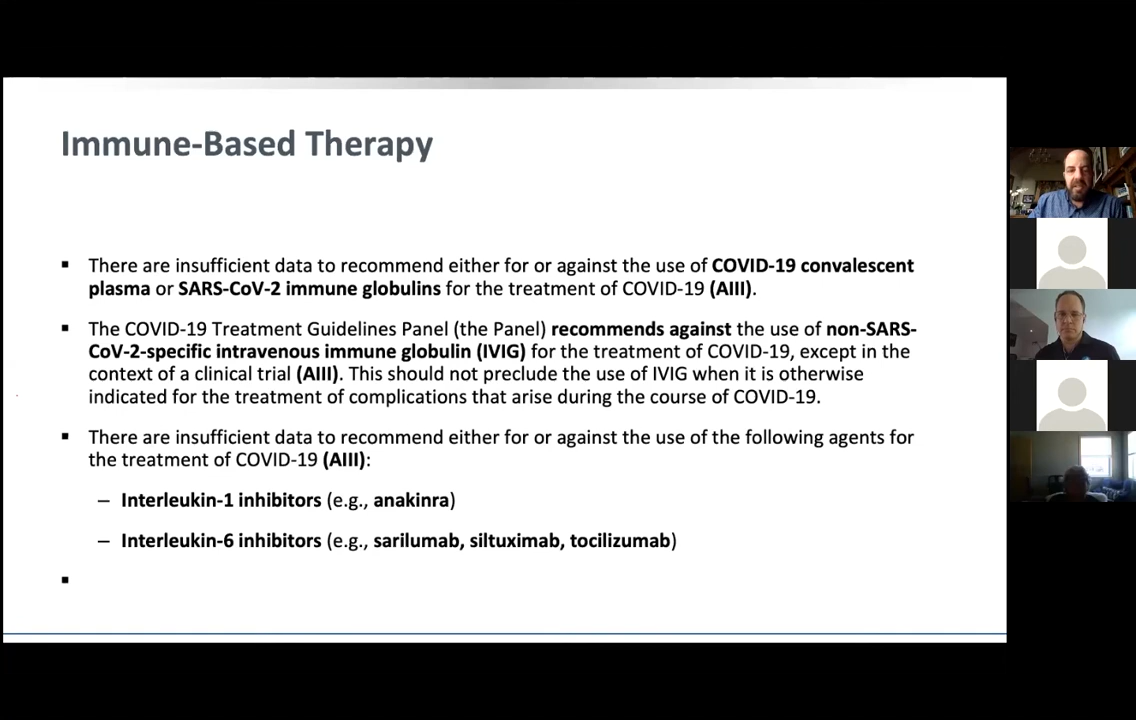 Immune-Based Therapy
▪ There are insufficient data to recommend either for or against the use of COVID-19 convalescent
plasma or SARS-CoV-2 immune globulins for the treatment of COVID-19 (AIII).
▪ The COVID-19 Treatment Guidelines Panel (the Panel) recommends against the use of non-SARS-
CoV-2-specific intravenous immune globulin (IVIG) for the treatment of COVID-19, except in the
context of a clinical trial (AIII). This should not preclude the use of IVIG when it is otherwise
indicated for the treatment of complications that arise during the course of COVID-19.
▪ There are insufficient data to recommend either for or against the use of the following agents for
the treatment of COVID-19 (AIII):
– Interleukin-1 inhibitors (e.g., anakinra)
– Interleukin-6 inhibitors (e.g., sarilumab, siltuximab, tocilizumab)
▪